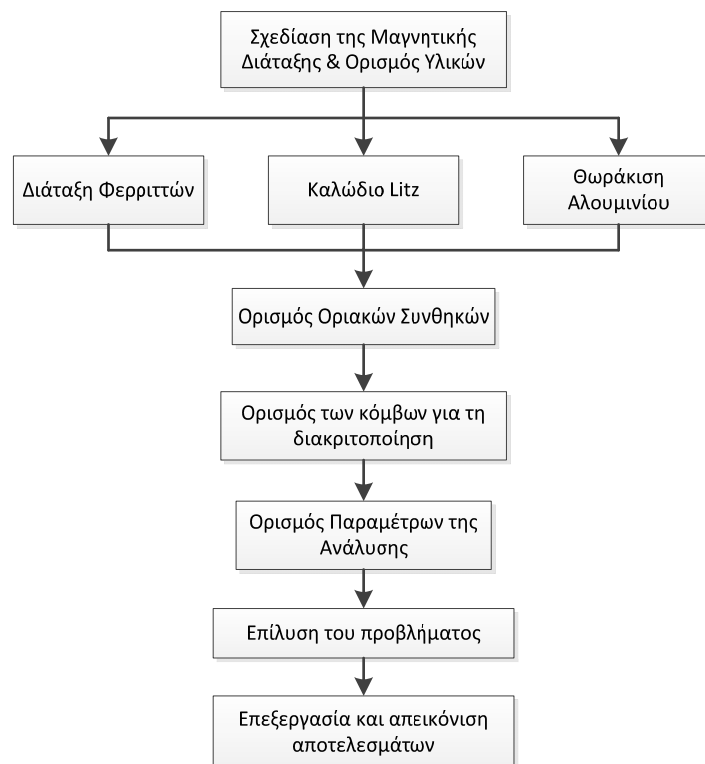 Σχεδίαση της Μαγνητικής
Διάταξης & Ορισμός Υλικών
Διάταξη Φερριττών
Καλώδιο Litz
Θωράκιση
Αλουμινίου
Ορισμός Οριακών Συνθηκών
Ορισμός των κόμβων για τη
διακριτοποίηση
Ορισμός Παραμέτρων της
Ανάλυσης
Επίλυση του προβλήματος
Επεξεργασία και απεικόνιση
αποτελεσμάτων